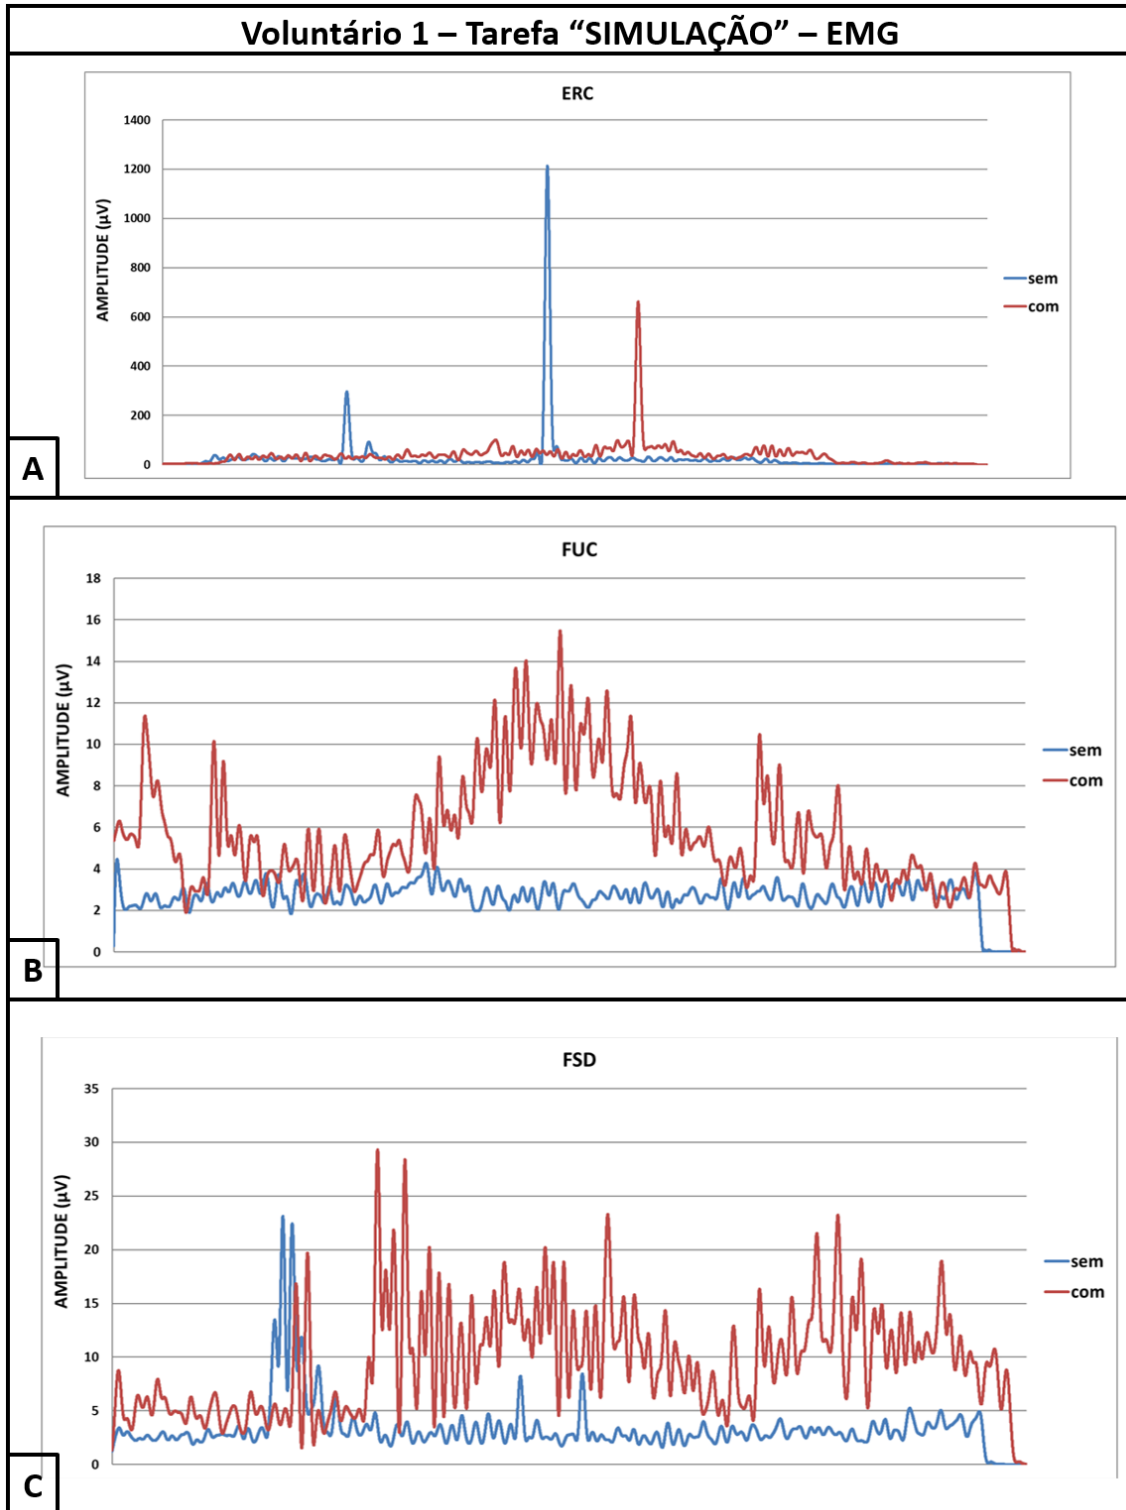 Voluntário 1 – Tarefa “SIMULAÇÃO” – EMG
ERC
1400
1200
1000
800
600
400
200
0
AMPLITUDE (µV)
sem
com
A
FUC
18
16
14
12
10
8
6
4
2
0
AMPLITUDE (µV)
sem
com
B
FSD
35
30
25
20
15
10
5
0
AMPLITUDE (µV)
sem
com
C